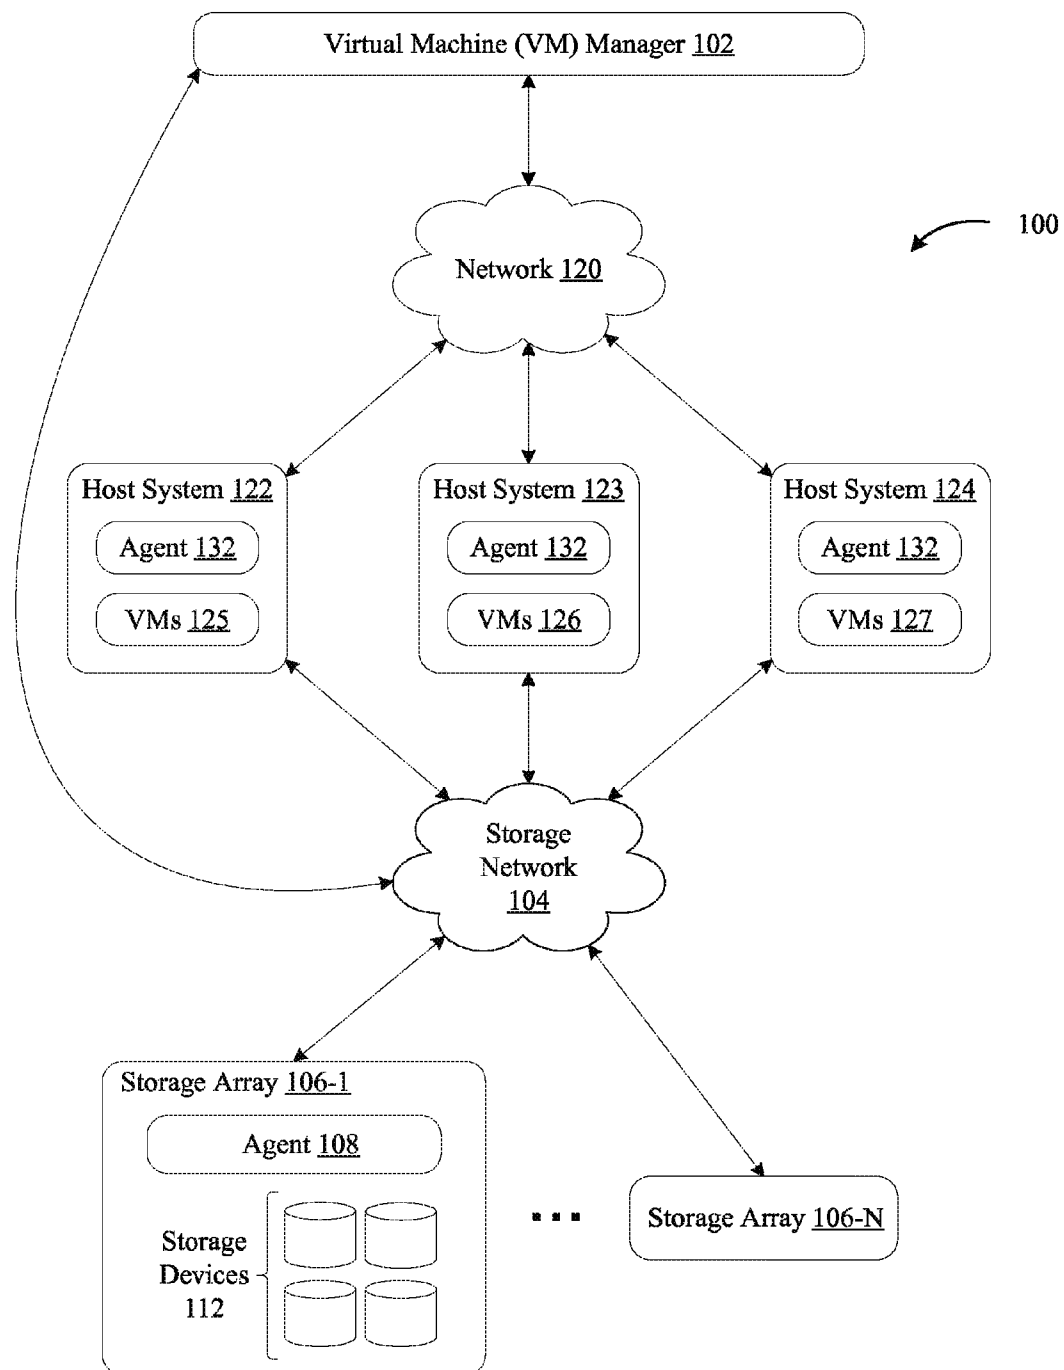 Virtual Machine (VM) Manager 102
100
Network 120
Host System 122
Agent 132
VMs 125
Host System 123
Agent 132
VMs 126
Host System 124
Agent 132
VMs 127
Storage
Network
104
Storage Array 106-1
Agent 108
Storage
Devices
112
...
Storage Array 106-N